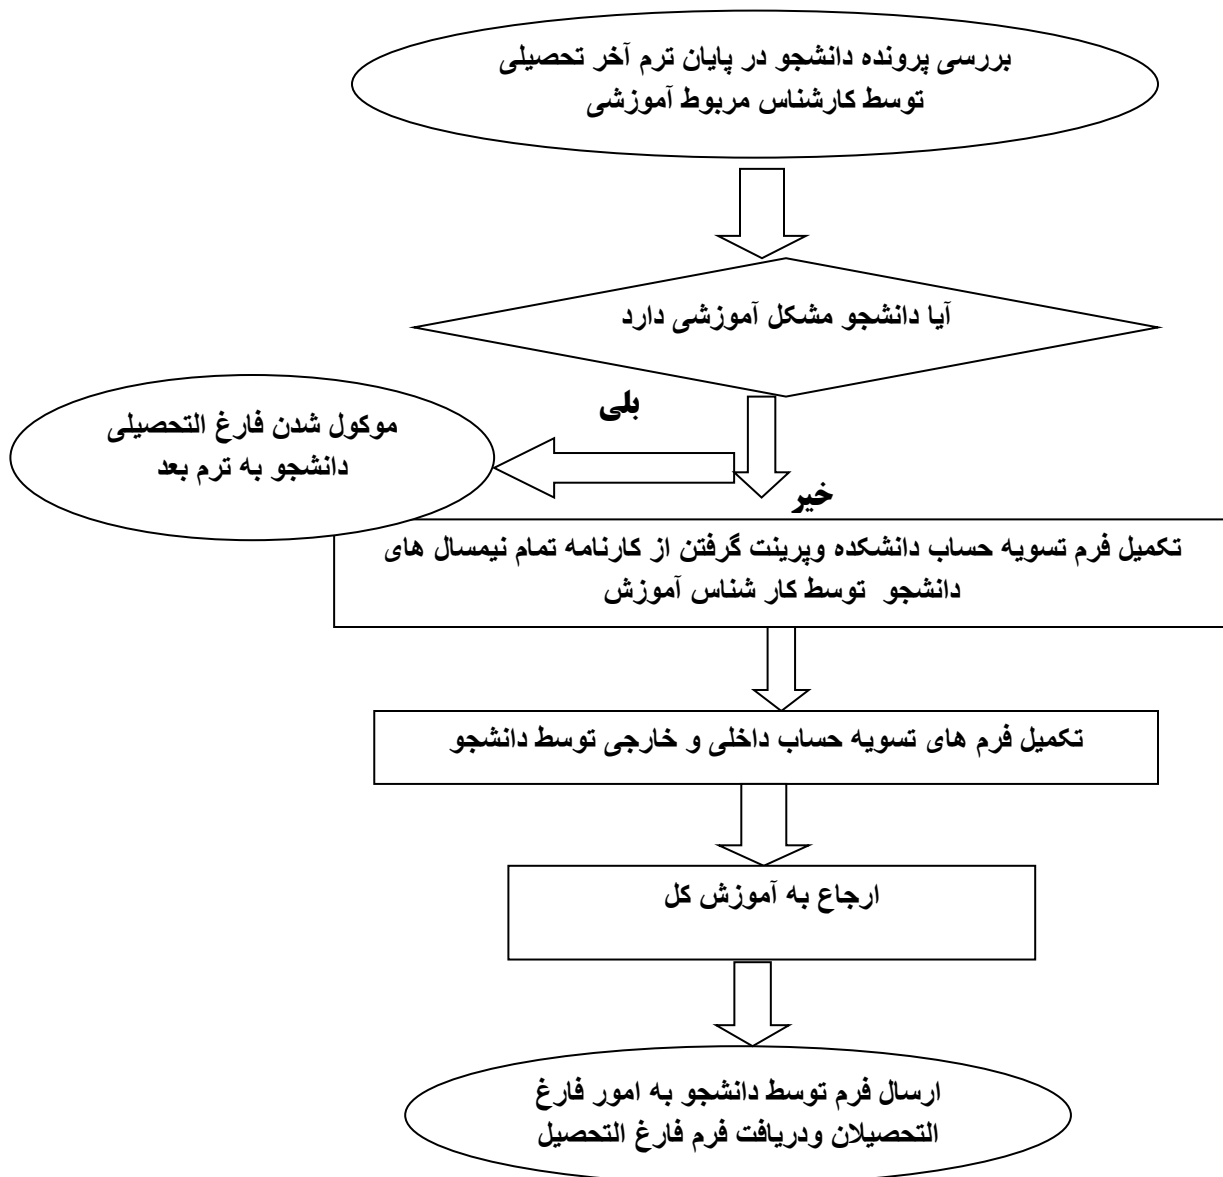 بررسی پرونده دانشجو در پایان ترم آخر تحصیلی
توسط کارشناس مربوط آموزشی
آیا دانشجو مشکل آموزشی دارد
بلی
موکول شدن فارغ التحصیلی
دانشجو به ترم بعد
خیر
تکمیل فرم تسویه حساب دانشکده وپرینت گرفتن از کارنامه تمام نیمسال های
دانشجو توسط کار شناس آموزش
تکمیل فرم های تسویه حساب داخلی و خارجی توسط دانشجو
ارجاع به آموزش کل
ارسال فرم توسط دانشجو به امور فارغ
التحصیلان ودریافت فرم فارغ التحصیل